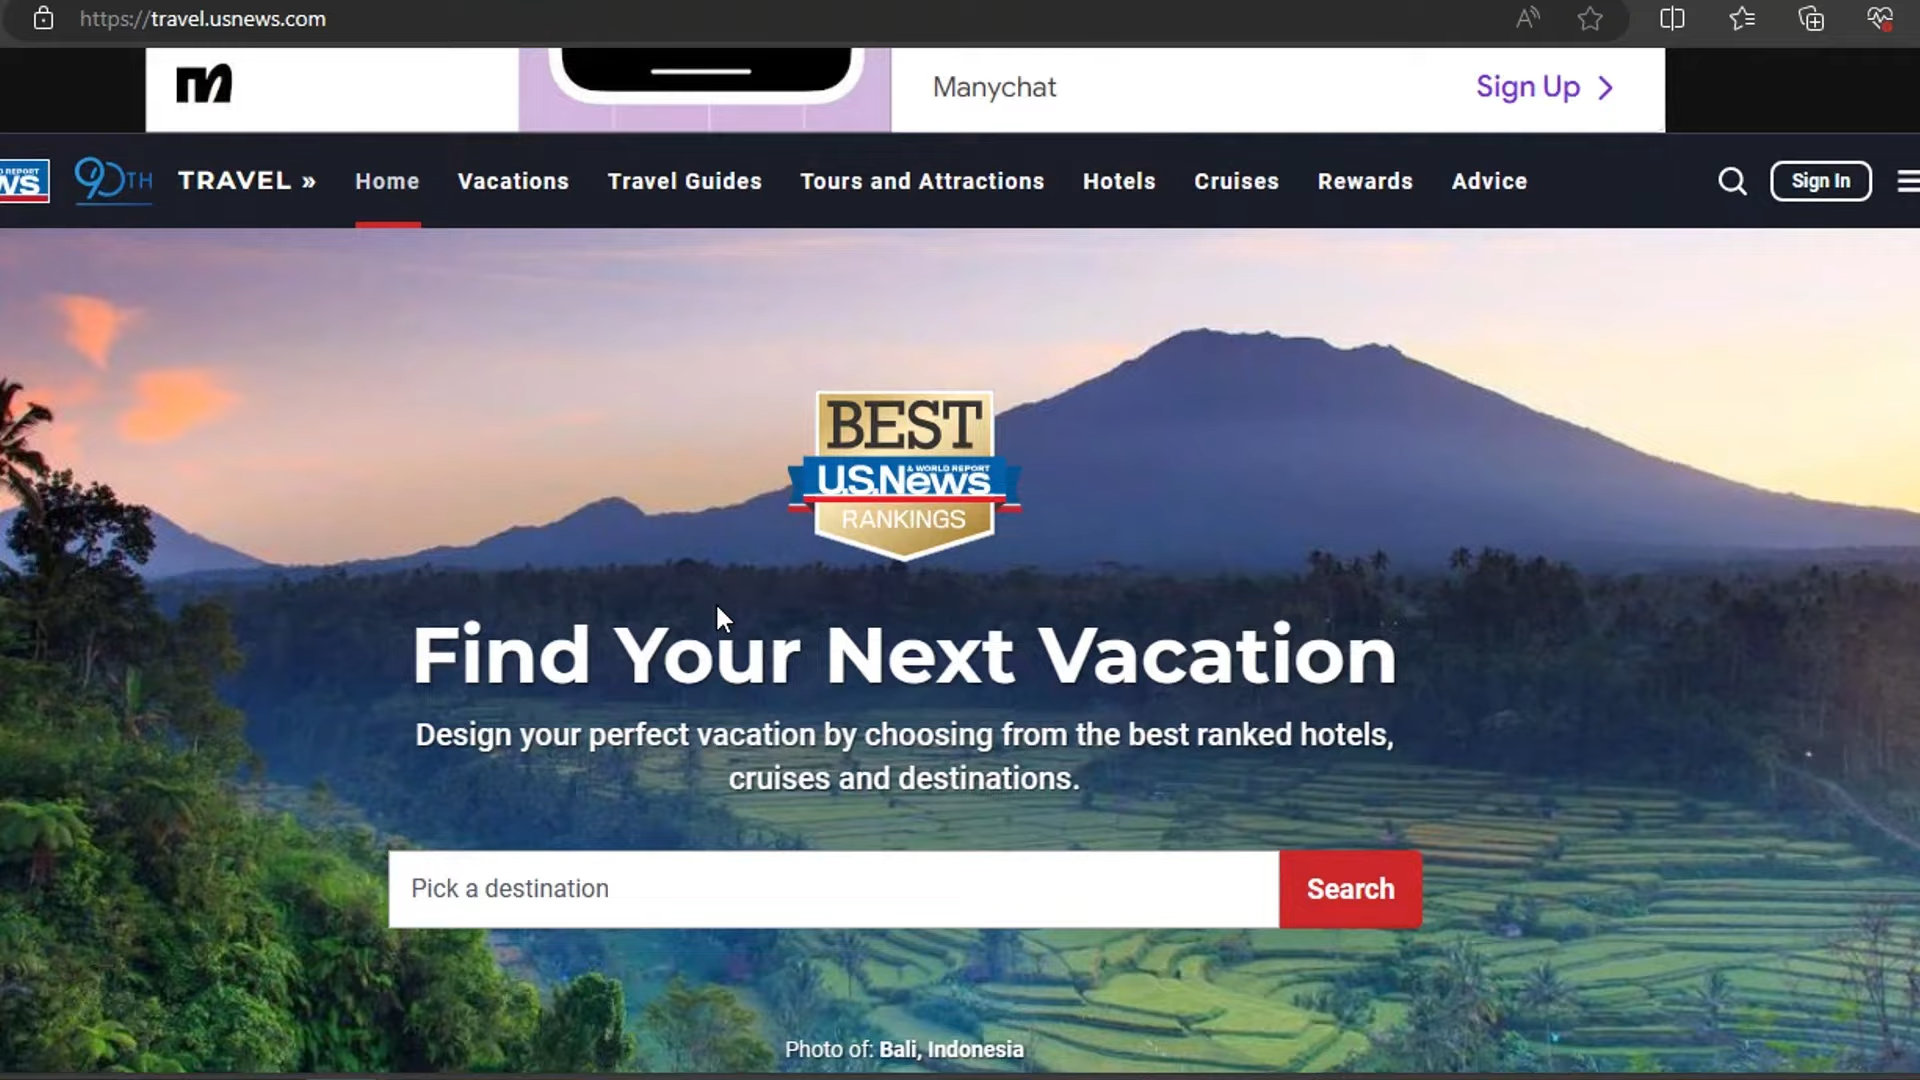 https://travel.usnews.com
Manychat
Sign Up
90TH
TRAVEL »
Home
Vacations
Travel Guides
Tours and Attractions
Hotels
Cruises
Rewards
Advice
Sign In
BEST
U.S.News & WORLD REPORT
RANKINGS
Find Your Next Vacation
Design your perfect vacation by choosing from the best ranked hotels,
cruises and destinations.
Pick a destination
Search
Photo of: Bali, Indonesia